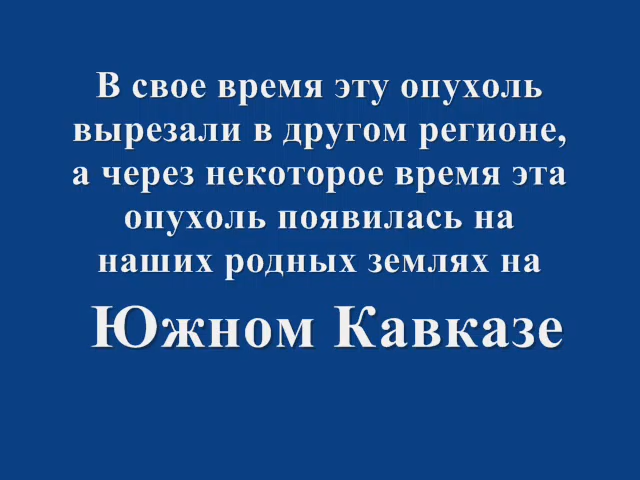 В свое время эту опухоль
вырезали в другом регионе,
а через некоторое время эта
опухоль появилась на
наших родных землях на
Южном Кавказе